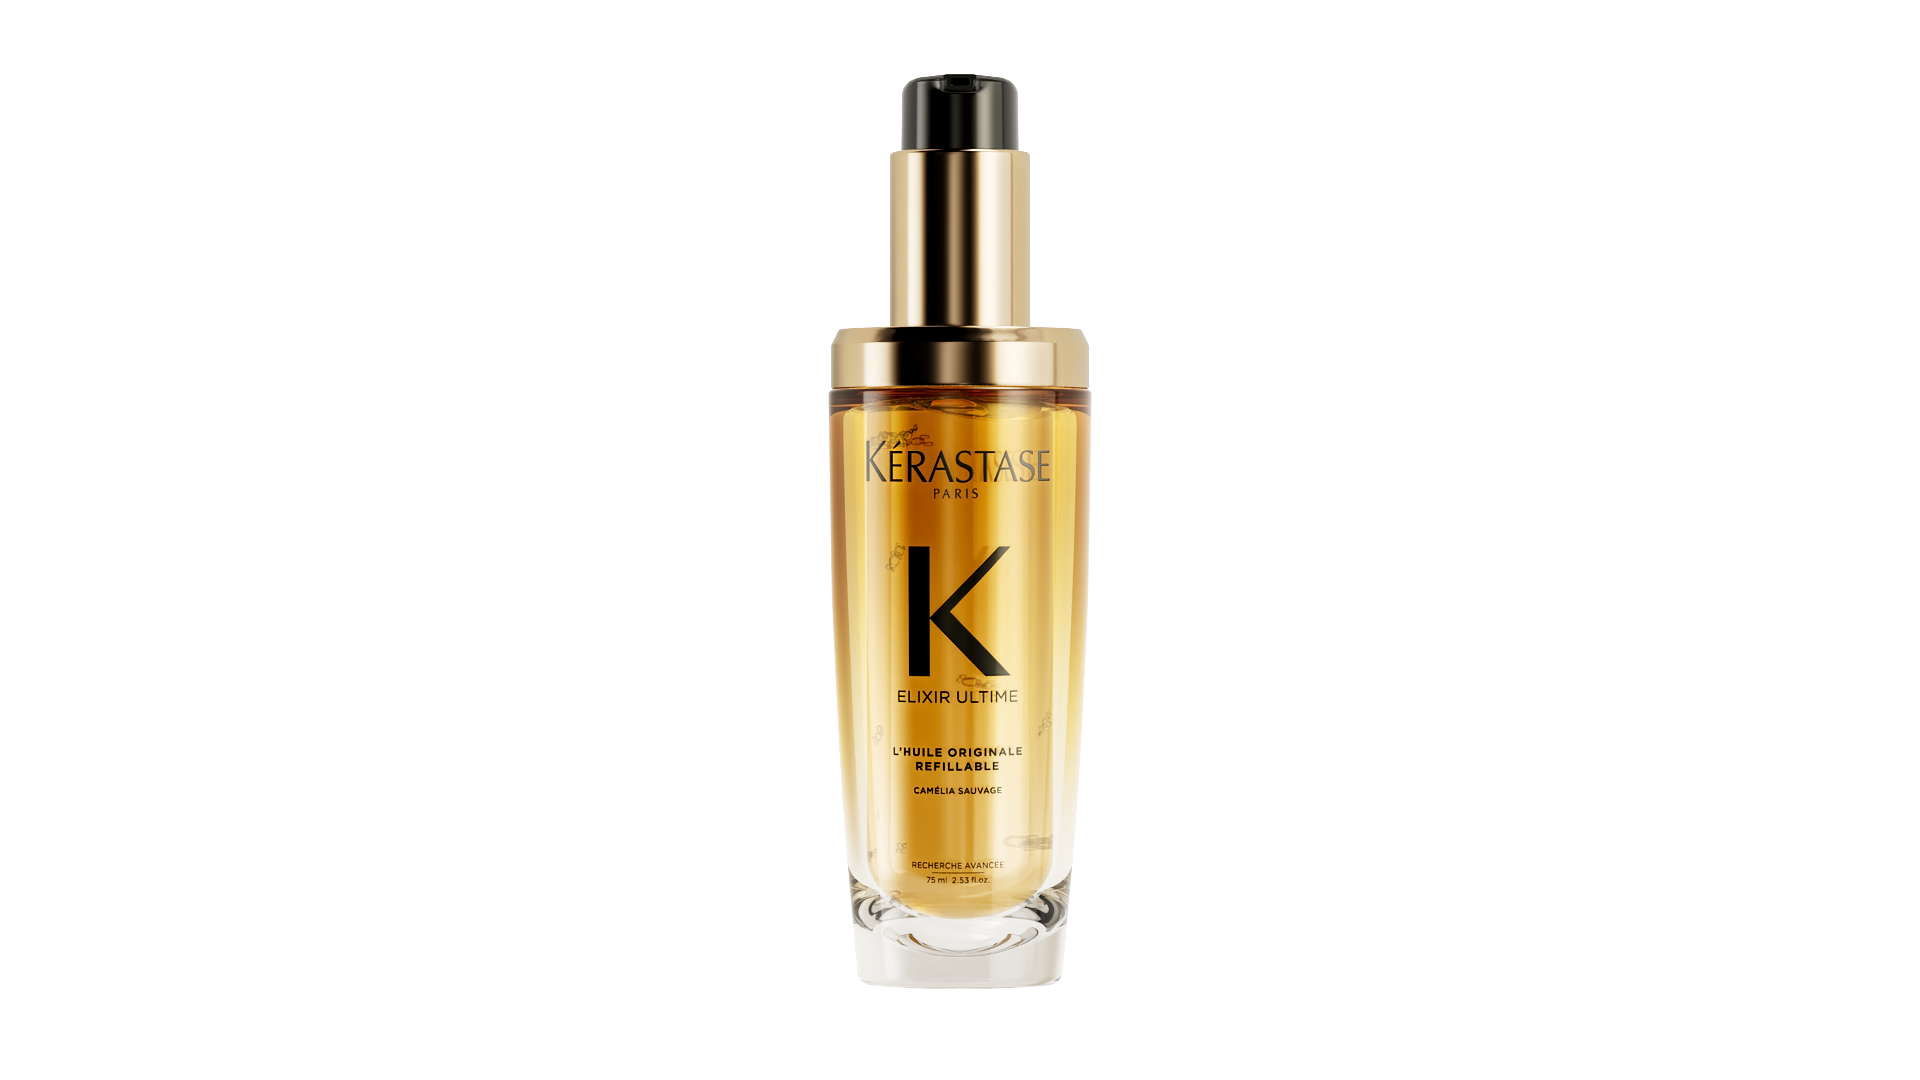 KÉRASTASE
PARIS
K
ELIXIR ULTIME
L'HUILE ORIGINALE
REFILLABLE
CAMÉLIA SAUVAGE
RECHERCHE AVANCÉE
75 ml 2.53 fl.oz.